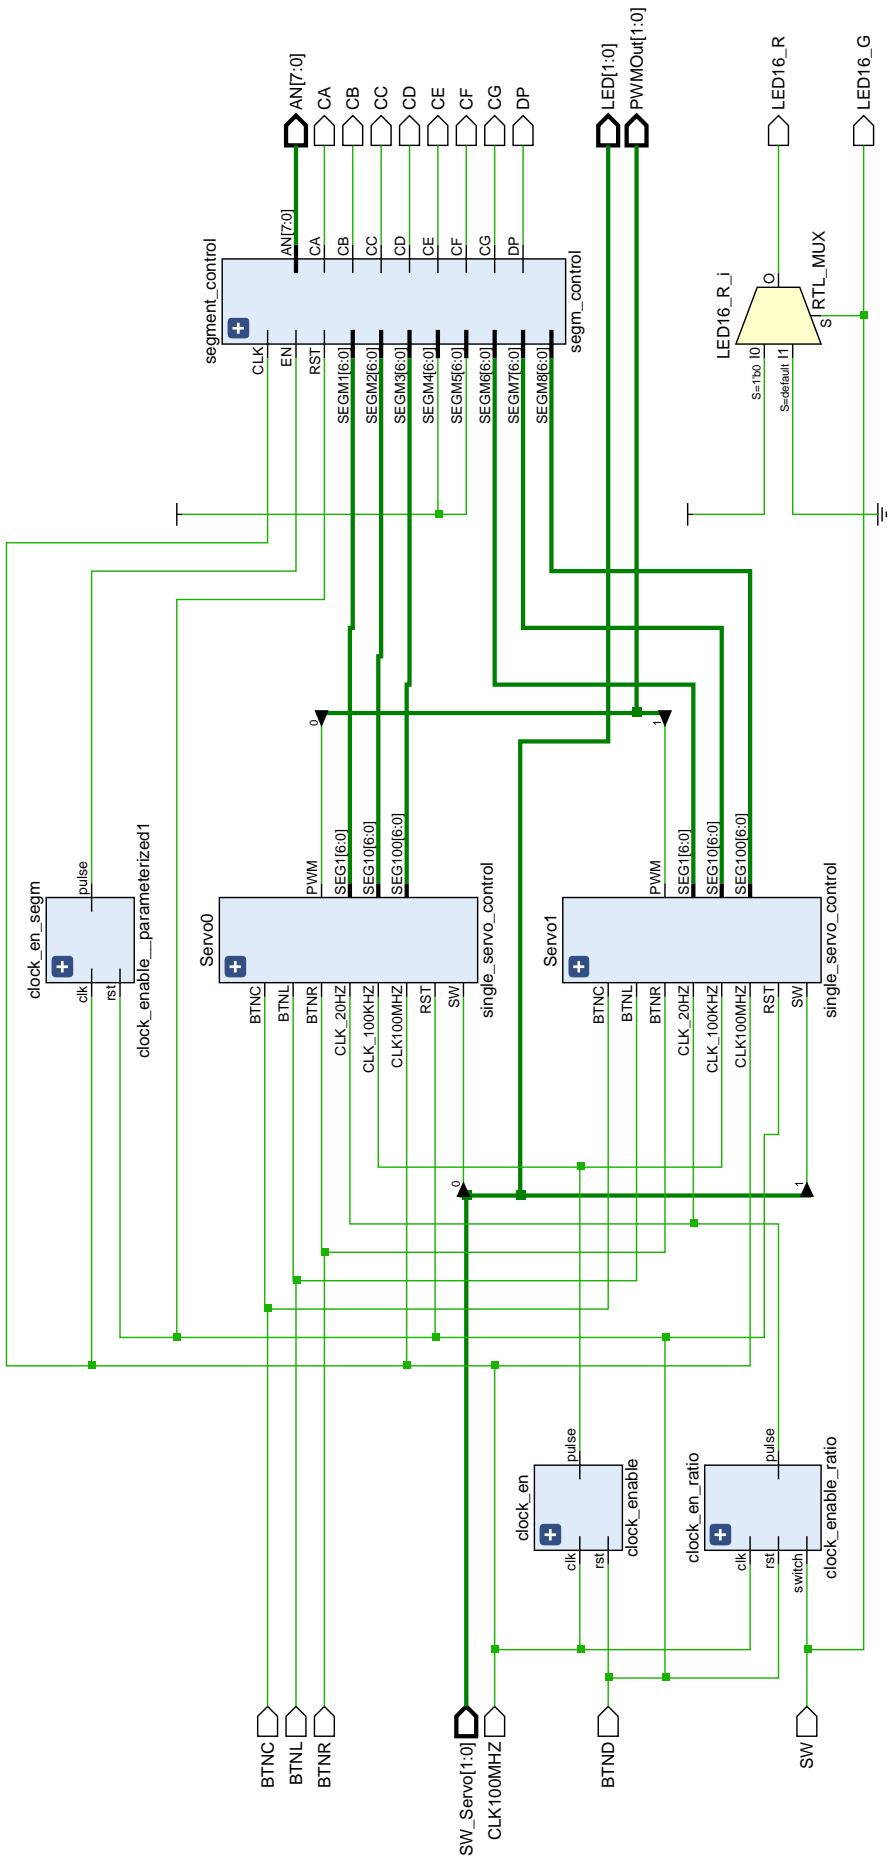 BTNC
BTNL
BTNR
SW_Servo[1:0]
CLK100MHZ
BTND
SW
clock_en
clk
rst
pulse
clock_enable
clock_en_ratio
clk
rst
switch
pulse
clock_enable_ratio
clock_en_segm
clk
rst
pulse
clock_enable__parameterized1
Servo0
BTNC
BTNL
BTNR
CLK_20HZ
CLK_100KHZ
CLK100MHZ
RST
SW
PWM
SEG1[6:0]
SEG10[6:0]
SEG100[6:0]
single_servo_control
0
1
Servo1
BTNC
BTNL
BTNR
CLK_20HZ
CLK_100KHZ
CLK100MHZ
RST
SW
PWM
SEG1[6:0]
SEG10[6:0]
SEG100[6:0]
single_servo_control
0
1
segment_control
CLK
EN
RST
SEGM1[6:0]
SEGM2[6:0]
SEGM3[6:0]
SEGM4[6:0]
SEGM5[6:0]
SEGM6[6:0]
SEGM7[6:0]
SEGM8[6:0]
AN[7:0]
CA
CB
CC
CD
CE
CF
CG
DP
segm_control
LED16_R_i
S=1'b0 I0
S=default I1
S
O
RTL_MUX
AN[7:0]
CA
CB
CC
CD
CE
CF
CG
DP
LED[1:0]
PWMOut[1:0]
LED16_R
LED16_G